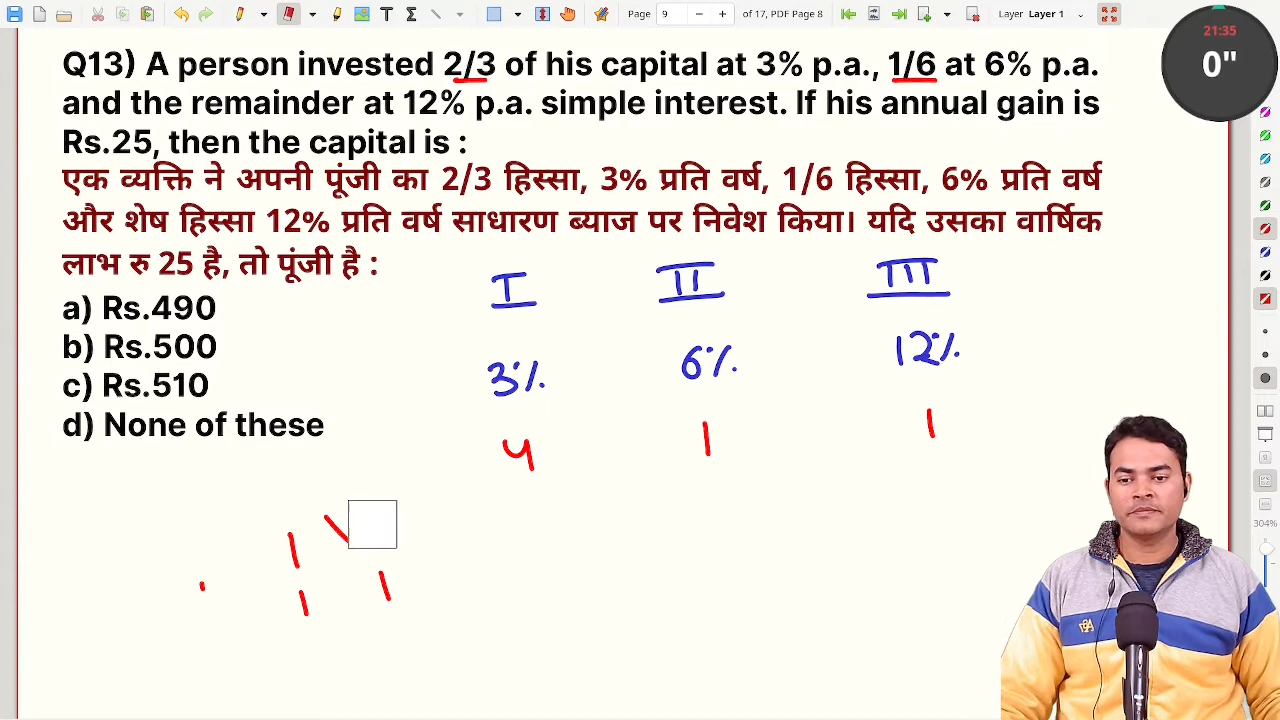 Page 9 of 17 PDF Page 8
Layer Layer 1
21:35
0"
Q13) A person invested 2/3 of his capital at 3% p.a., 1/6 at 6% p.a.
and the remainder at 12% p.a. simple interest. If his annual gain is
Rs.25, then the capital is :
एक व्यक्ति ने अपनी पूंजी का 2/3 हिस्सा, 3% प्रति वर्ष, 1/6 हिस्सा, 6% प्रति वर्ष
और शेष हिस्सा 12% प्रति वर्ष साधारण ब्याज पर निवेश किया। यदि उसका वार्षिक
लाभ रु 25 है, तो पूंजी है :
a) Rs.490
b) Rs.500
c) Rs.510
d) None of these
I II III
3% 6% 12%
4 1 1
304%